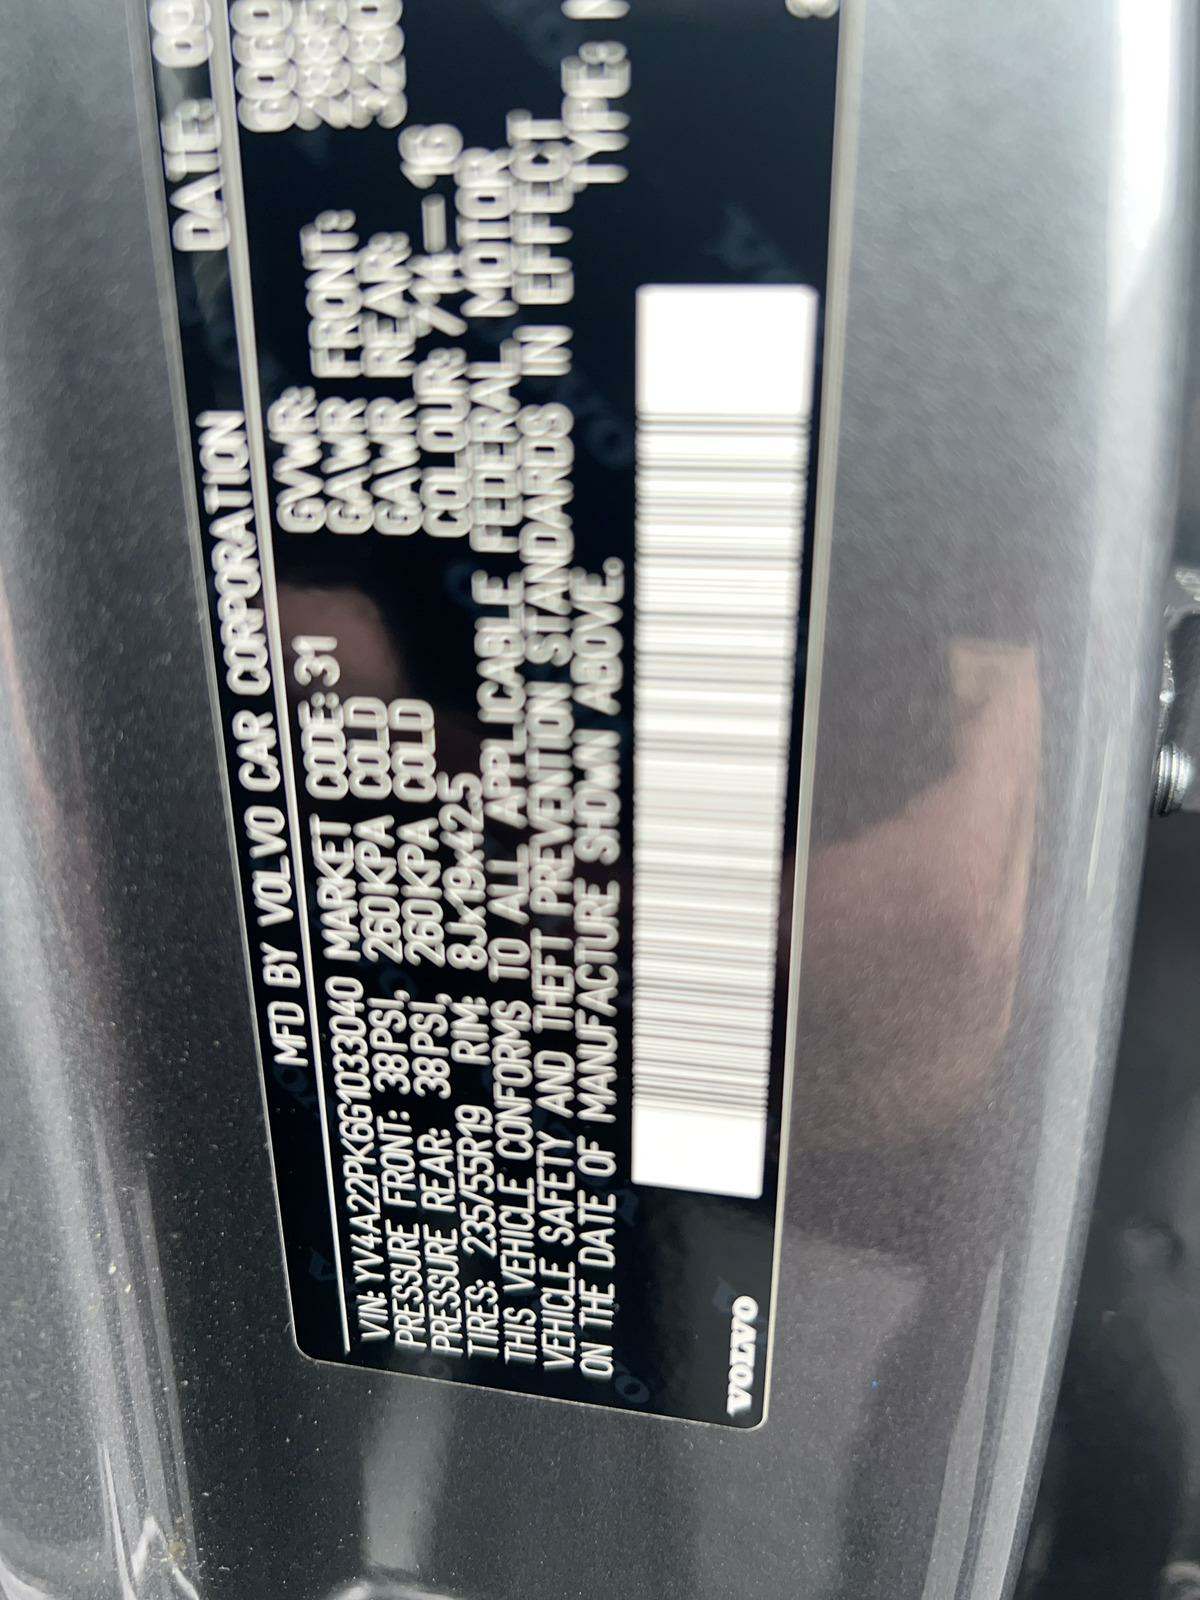 MFD BY VOLVO CAR CORPORATION DATE:
VIN: YV4A22PK6G1033040 MARKET CODE: 31 GVWR:
PRESSURE FRONT: 38PSI, 260KPA COLD GAWR FRONT:
PRESSURE REAR: 38PSI, 260KPA COLD GAWR REAR:
TIRES: 235/55R19 RIM: 8Jx19x42.5 COLOUR: 714-16
THIS VEHICLE CONFORMS TO ALL APPLICABLE FEDERAL MOTOR
VEHICLE SAFETY AND THEFT PREVENTION STANDARDS IN EFFECT
ON THE DATE OF MANUFACTURE SHOWN ABOVE. TYPE:
VOLVO